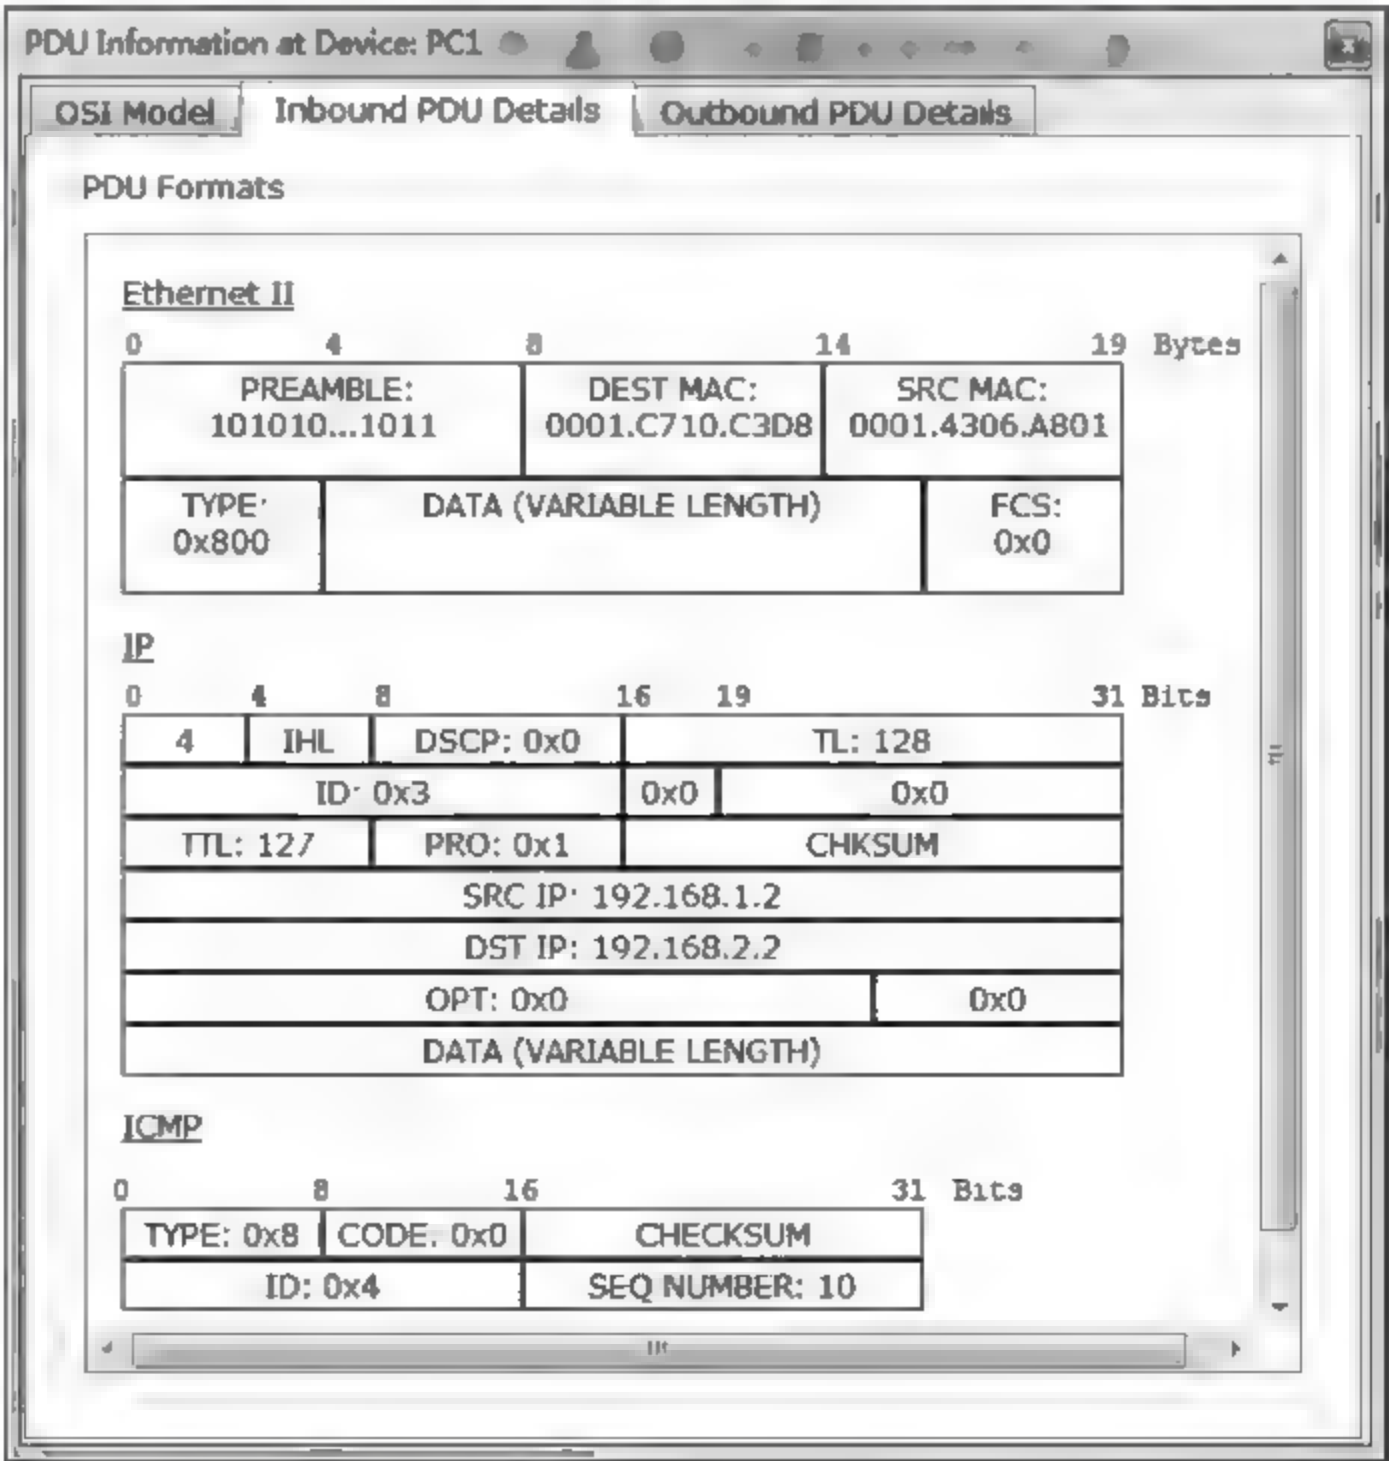 PDU Information at Device: PC1
OSI Model Inbound PDU Details Outbound PDU Details
PDU Formats
Ethernet II
0 4 8 14 19 Bytes
PREAMBLE: DEST MAC: SRC MAC:
101010...1011 0001.C710.C3D8 0001.4306.A801
TYPE: DATA (VARIABLE LENGTH) FCS:
0x800 0x0
IP
0 4 8 16 19 31 Bits
4 IHL DSCP: 0x0 TL: 128
ID: 0x3 0x0 0x0
TTL: 127 PRO: 0x1 CHKSUM
SRC IP: 192.168.1.2
DST IP: 192.168.2.2
OPT: 0x0 0x0
DATA (VARIABLE LENGTH)
ICMP
0 8 16 31 Bits
TYPE: 0x8 CODE: 0x0 CHECKSUM
ID: 0x4 SEQ NUMBER: 10